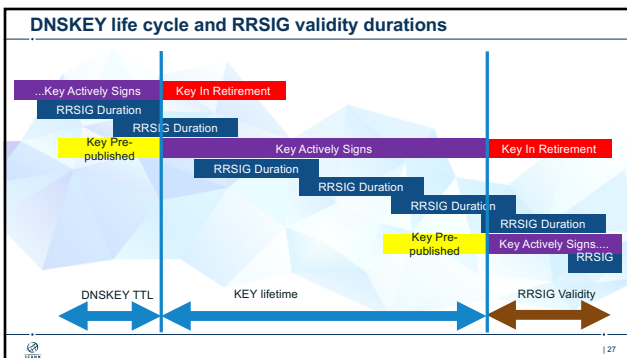 DNSKEY life cycle and RRSIG validity durations
...Key Actively Signs
Key In Retirement
RRSIG Duration
RRSIG Duration
Key Pre-
published
Key Actively Signs
Key In Retirement
RRSIG Duration
RRSIG Duration
RRSIG Duration
RRSIG Duration
Key Pre-
published
Key Actively Signs....
RRSIG
DNSKEY TTL
KEY lifetime
RRSIG Validity
ICANN
| 27